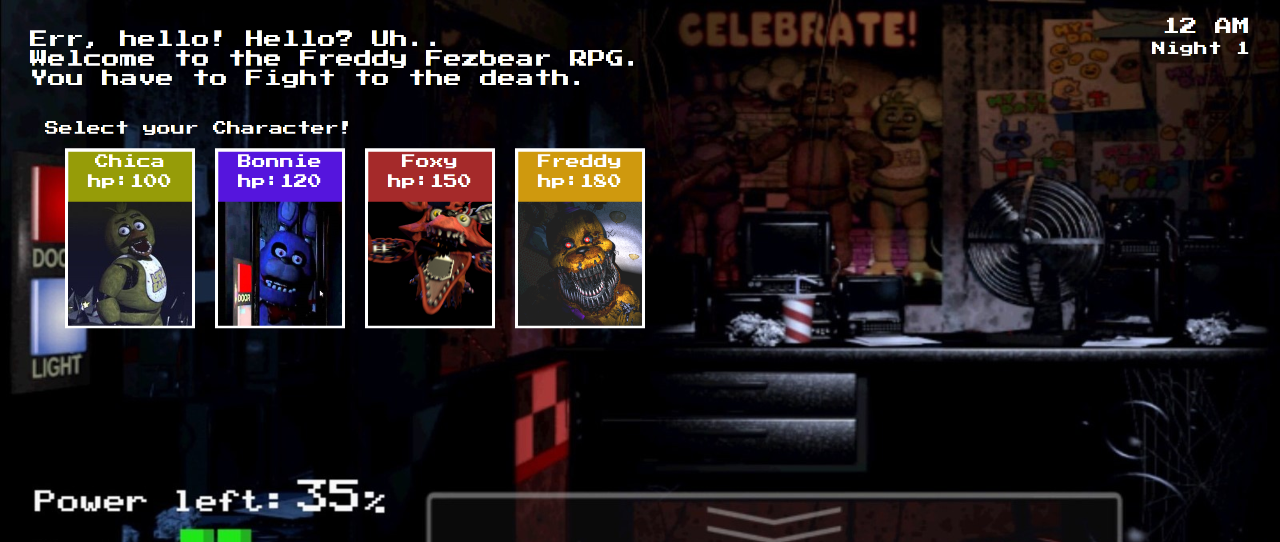 Err, hello! Hello? Uh..
Welcome to the Freddy Fezbear RPG.
You have to Fight to the death.
Select your Character!
Chica
hp:100
Bonnie
hp:120
Foxy
hp:150
Freddy
hp:180
12 AM
Night 1
CELEBRATE!
DOOR
LIGHT
Power left: 35%